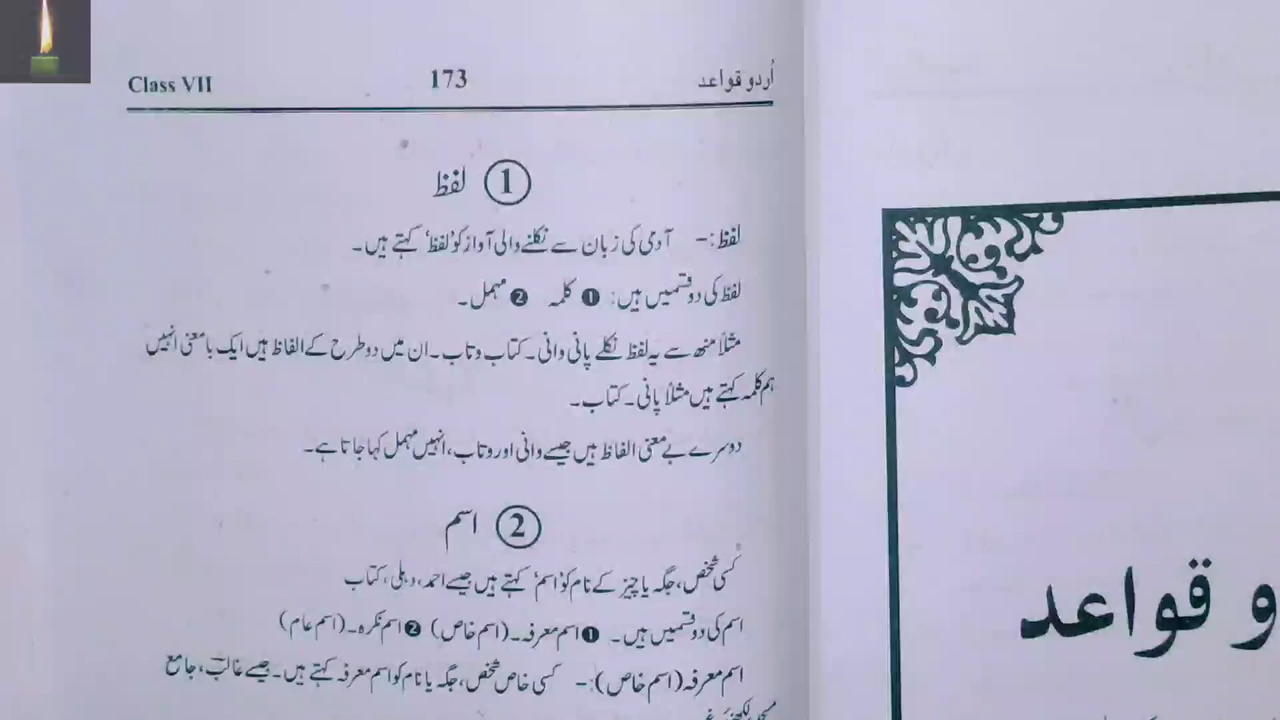 Class VII 173 اُردو قواعد
① لفظ
لفظ:- آدمی کی زبان سے نکلنے والی آواز کو ’لفظ‘ کہتے ہیں۔
لفظ کی دو قسمیں ہیں: ❶ کلمہ ❷ مہمل۔
مثلاً منھ سے یہ لفظ نکلے پانی وانی۔ کتاب وتاب۔ ان میں دو طرح کے الفاظ ہیں ایک با معنی انہیں
ہم کلمہ کہتے ہیں مثلاً پانی۔ کتاب۔
دوسرے بے معنی الفاظ ہیں جیسے وانی اور وتاب، انہیں مہمل کہا جاتا ہے۔
② اسم
کسی شخص، جگہ یا چیز کے نام کو ’اسم‘ کہتے ہیں جیسے احمد، دہلی، کتاب
اسم کی دو قسمیں ہیں۔ ❶ اسم معرفہ۔ (اسم خاص) ❷ اسم نکرہ۔ (اسم عام)
اسم معرفہ (اسم خاص):- کسی خاص شخص، جگہ یا نام کو اسم معرفہ کہتے ہیں۔ جیسے غالبؔ، جامع
و قواعد